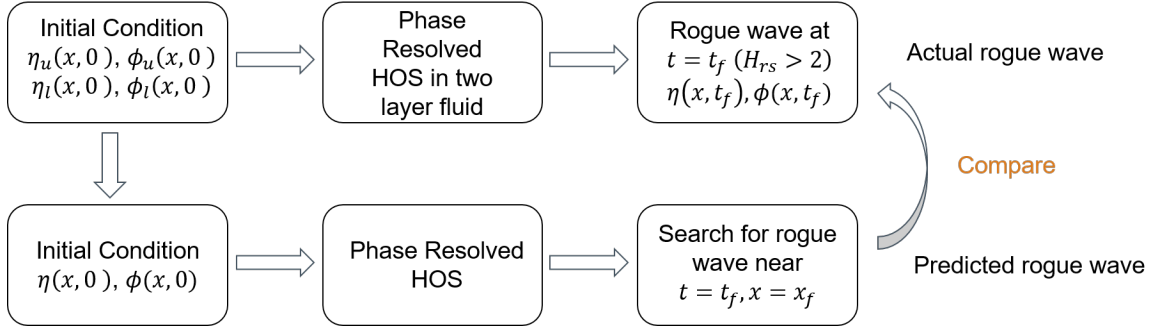 Initial Condition
η_u(x, 0), ϕ_u(x, 0)
η_l(x, 0), ϕ_l(x, 0)
Phase
Resolved
HOS in two
layer fluid
Rogue wave at
t = t_f (H_rs > 2)
η(x, t_f), ϕ(x, t_f)
Actual rogue wave
Compare
Initial Condition
η(x, 0), ϕ(x, 0)
Phase Resolved
HOS
Search for rogue
wave near
t = t_f, x = x_f
Predicted rogue wave